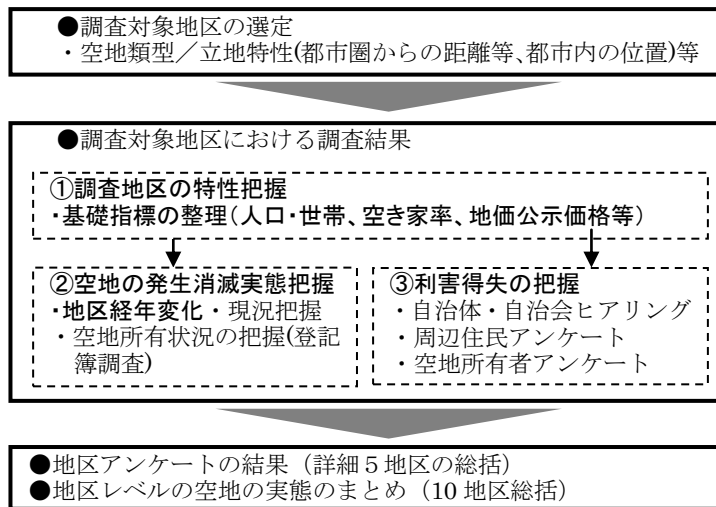 ●調査対象地区の選定
・空地類型／立地特性(都市圏からの距離等、都市内の位置)等
●調査対象地区における調査結果
①調査地区の特性把握
・基礎指標の整理（人口・世帯、空き家率、地価公示価格等）
②空地の発生消滅実態把握
・地区経年変化・現況把握
・空地所有状況の把握(登記
簿調査)
③利害得失の把握
・自治体・自治会ヒアリング
・周辺住民アンケート
・空地所有者アンケート
●地区アンケートの結果（詳細５地区の総括）
●地区レベルの空地の実態のまとめ（10 地区総括）